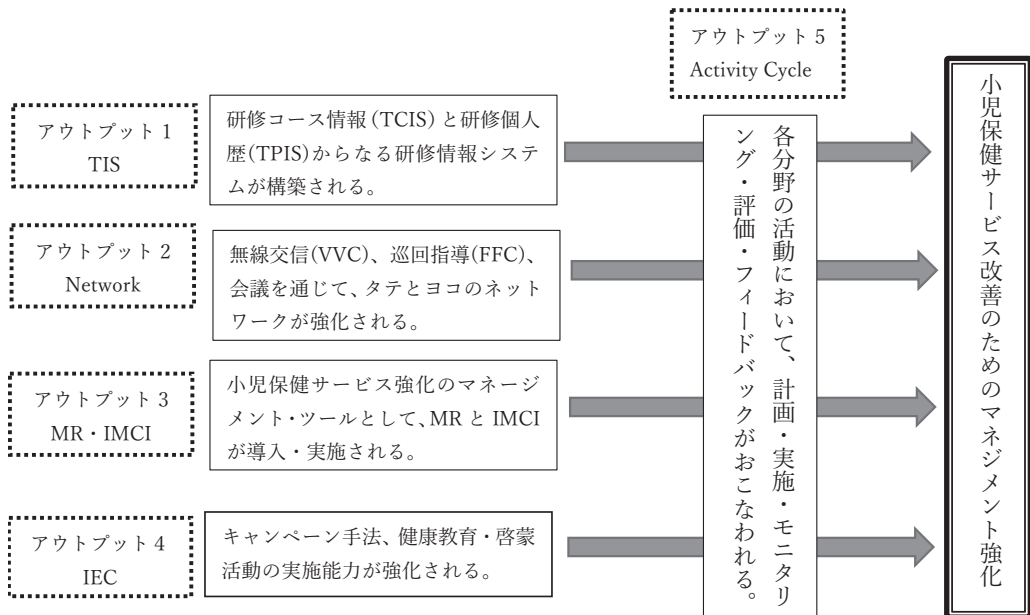 アウトプット 1
TIS
研修コース情報 (TCIS) と研修個人
歴(TPIS)からなる研修情報システ
ムが構築される。
アウトプット 2
Network
無線交信(VVC)、巡回指導(FFC)、
会議を通じて、タテとヨコのネット
ワークが強化される。
アウトプット 3
MR・IMCI
小児保健サービス強化のマネージ
メント・ツールとして、MR と IMCI
が導入・実施される。
アウトプット 4
IEC
キャンペーン手法、健康教育・啓蒙
活動の実施能力が強化される。
アウトプット 5
Activity Cycle
各分野の活動において、計画・実施・モニタリ
ング・評価・フィードバックがおこなわれる。
小児保健サービス改善のためのマネジメント強化